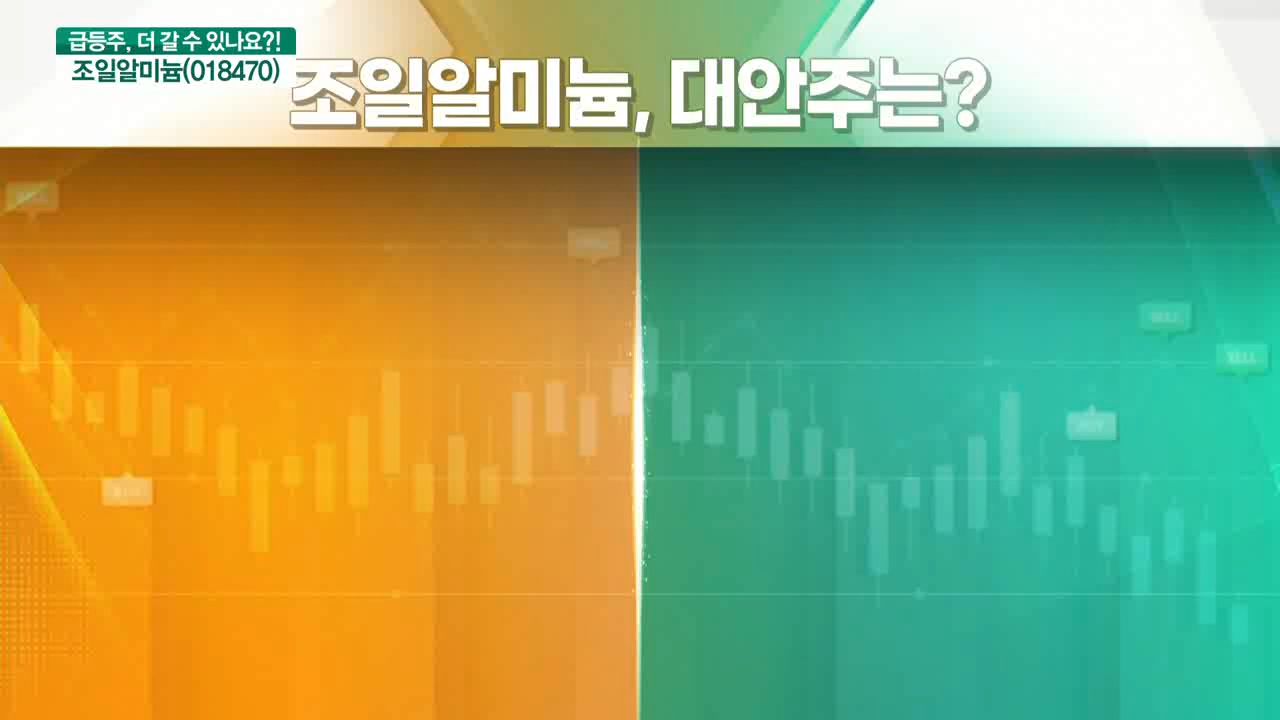 급등주, 더 갈 수 있나요?!
조일알미늄(018470)
조일알미늄, 대안주는?
SELL